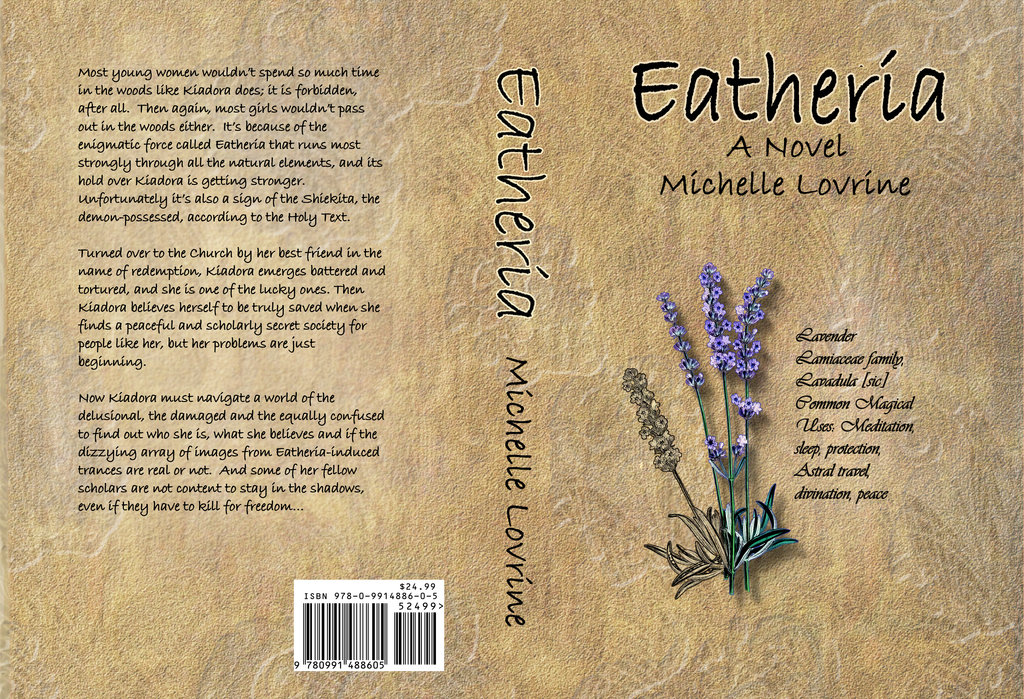 Most young women wouldn't spend so much time
in the woods like Kiadora does; it is forbidden,
after all. Then again, most girls wouldn't pass
out in the woods either. It's because of the
enigmatic force called Eatheria that runs most
strongly through all the natural elements, and its
hold over Kiadora is getting stronger.
Unfortunately it's also a sign of the Shiekita, the
demon-possessed, according to the Holy Text.
Turned over to the Church by her best friend in the
name of redemption, Kiadora emerges battered and
tortured, and she is one of the lucky ones. Then
Kiadora believes herself to be truly saved when she
finds a peaceful and scholarly secret society for
people like her, but her problems are just
beginning.
Now Kiadora must navigate a world of the
delusional, the damaged and the equally confused
to find out who she is, what she believes and if the
dizzying array of images from Eatheria-induced
trances are real or not. And some of her fellow
scholars are not content to stay in the shadows,
even if they have to kill for freedom...
$24.99
ISBN 978-0-9914886-0-5
52499>
9 780991 488605
Eatheria Michelle Lovrine
Eatheria
A Novel
Michelle Lovrine
Lavender
Lamiaceae family,
Lavadula [sic]
Common Magical
Uses: Meditation,
sleep, protection,
Astral travel,
divination, peace